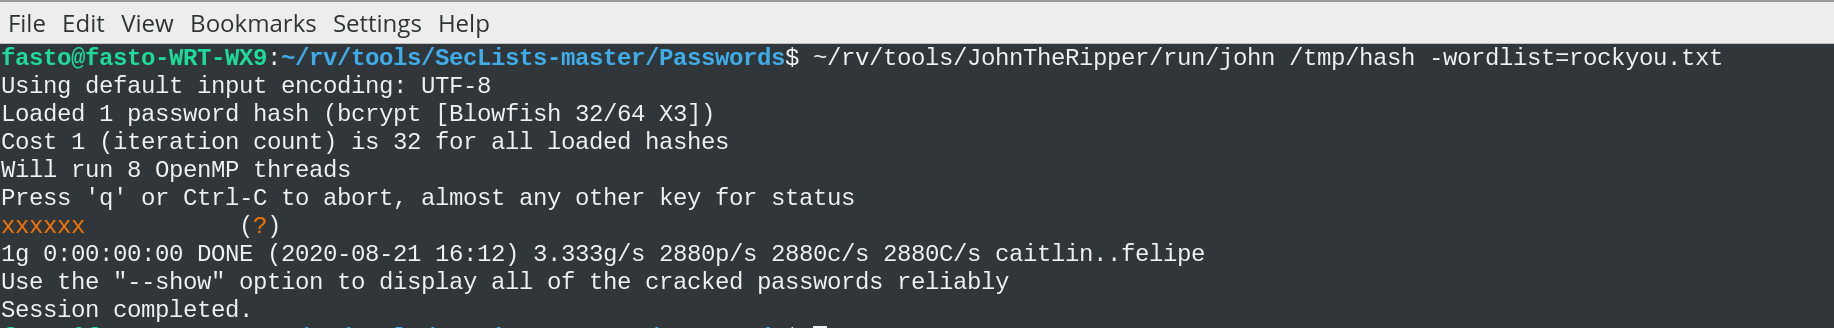 File Edit View Bookmarks Settings Help
fasto@fasto-WRT-WX9:~/rv/tools/SecLists-master/Passwords$ ~/rv/tools/JohnTheRipper/run/john /tmp/hash -wordlist=rockyou.txt
Using default input encoding: UTF-8
Loaded 1 password hash (bcrypt [Blowfish 32/64 X3])
Cost 1 (iteration count) is 32 for all loaded hashes
Will run 8 OpenMP threads
Press 'q' or Ctrl-C to abort, almost any other key for status
xxxxxx (?)
1g 0:00:00:00 DONE (2020-08-21 16:12) 3.333g/s 2880p/s 2880c/s 2880C/s caitlin..felipe
Use the "--show" option to display all of the cracked passwords reliably
Session completed.